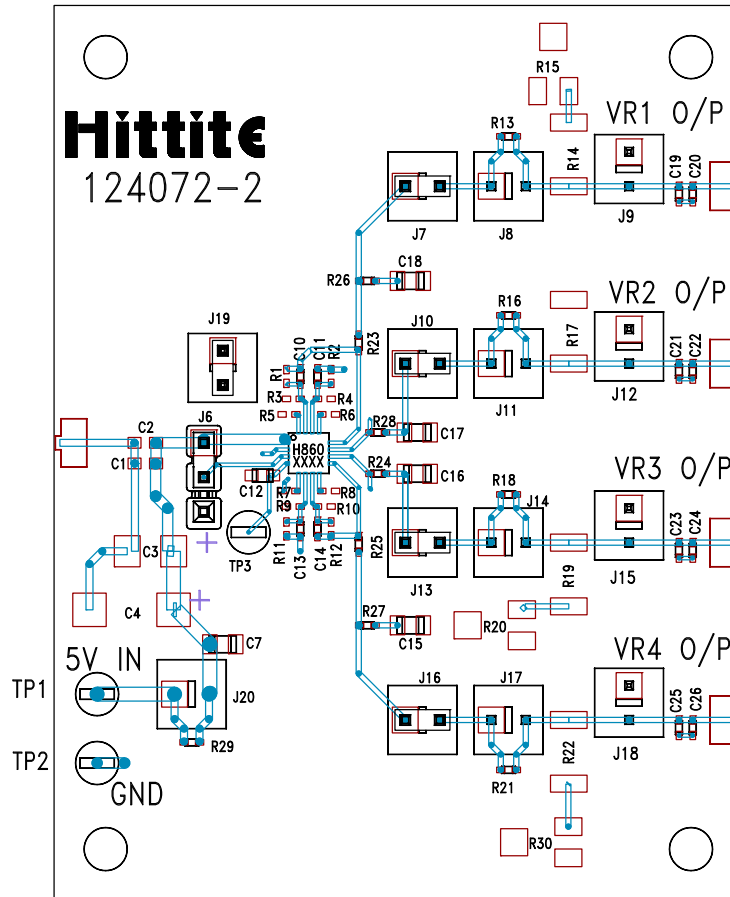 R15
Hittite
VR1 O/P
R13
124072-2
R14
C19
C20
J7
J8
J9
C18
R26
VR2 O/P
J19
R16
J10
R23
R17
C21
C22
C10
C11
R2
R1
R3
R4
J11
J12
J6
R5
R6
R28
C17
C2
H860
XXXX
VR3 O/P
C1
R24
C16
C12
R7
R8
R18
R9
R10
J14
C3
R11
C13
C14
R12
R25
C23
C24
TP3
J13
J15
R19
C4
R27
C15
R20
5V IN
C7
VR4 O/P
TP1
J20
J16
J17
C25
C26
R29
R22
J18
TP2
GND
R21
R30